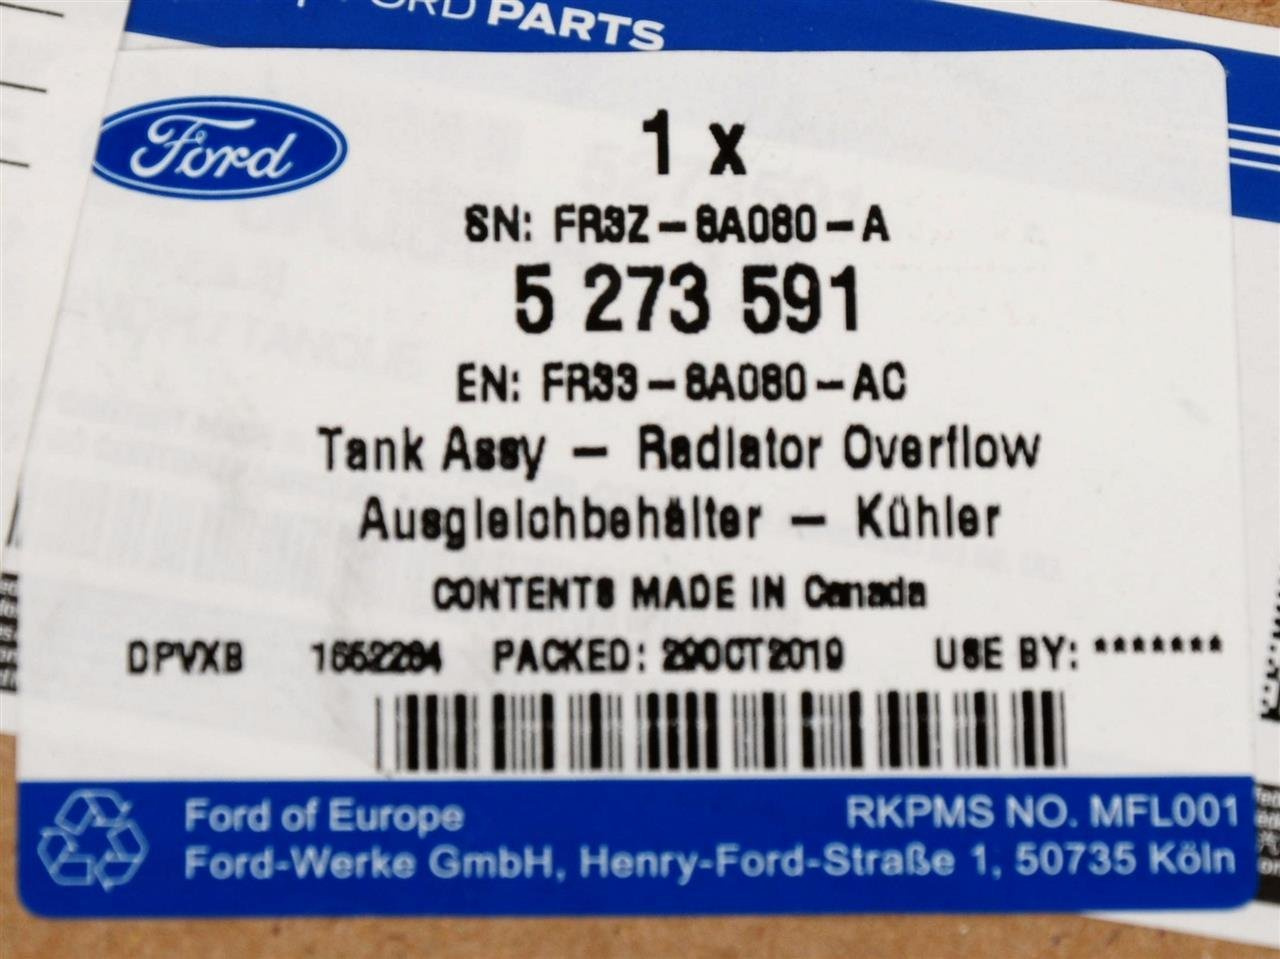 FORD PARTS
Ford
1 x
SN: FR3Z-8A080-A
5 273 591
EN: FR33-8A080-AC
Tank Assy - Radiator Overflow
Ausgleichbehälter - Kühler
CONTENTS MADE IN Canada
DPVXB 1652284 PACKED: 29OCT2019 USE BY: *******
Ford of Europe RKPMS NO. MFL001
Ford-Werke GmbH, Henry-Ford-Straße 1, 50735 Köln